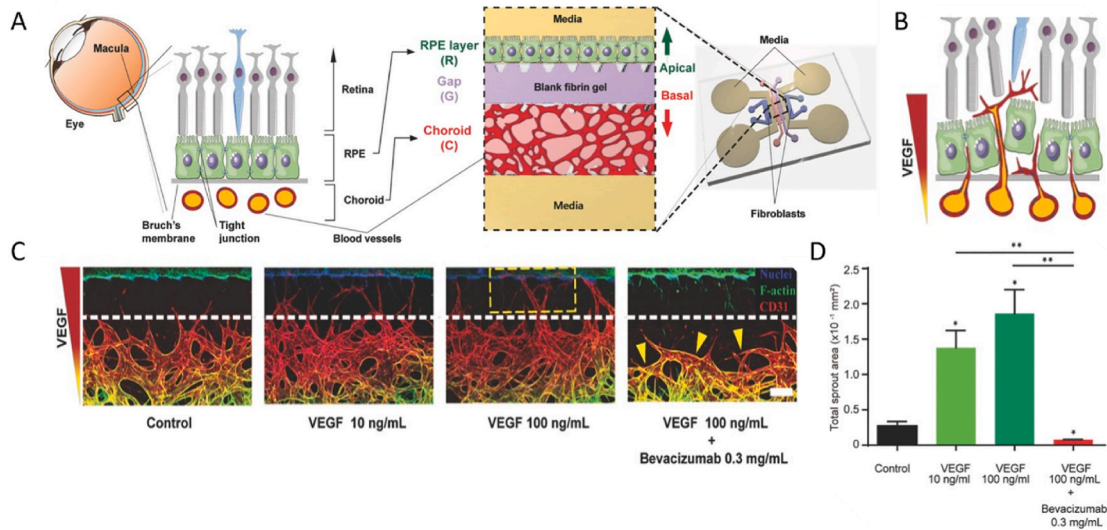 A
Macula
Eye
Bruch's
membrane
Tight
junction
Blood vessels
Retina
RPE
Choroid
RPE layer
(R)
Gap
(G)
Choroid
(C)
Media
Blank fibrin gel
Media
Apical
Basal
Media
Fibroblasts
B
VEGF
C
VEGF
Nuclei
F-actin
CD31
Control
VEGF 10 ng/mL
VEGF 100 ng/mL
VEGF 100 ng/mL
+
Bevacizumab 0.3 mg/mL
D
Total sprout area (x10⁻¹ mm²)
2.5
2.0
1.5
1.0
0.5
0
*
*
*
**
**
Control
VEGF
10 ng/ml
VEGF
100 ng/ml
VEGF
100 ng/mL
+
Bevacizumab
0.3 mg/mL